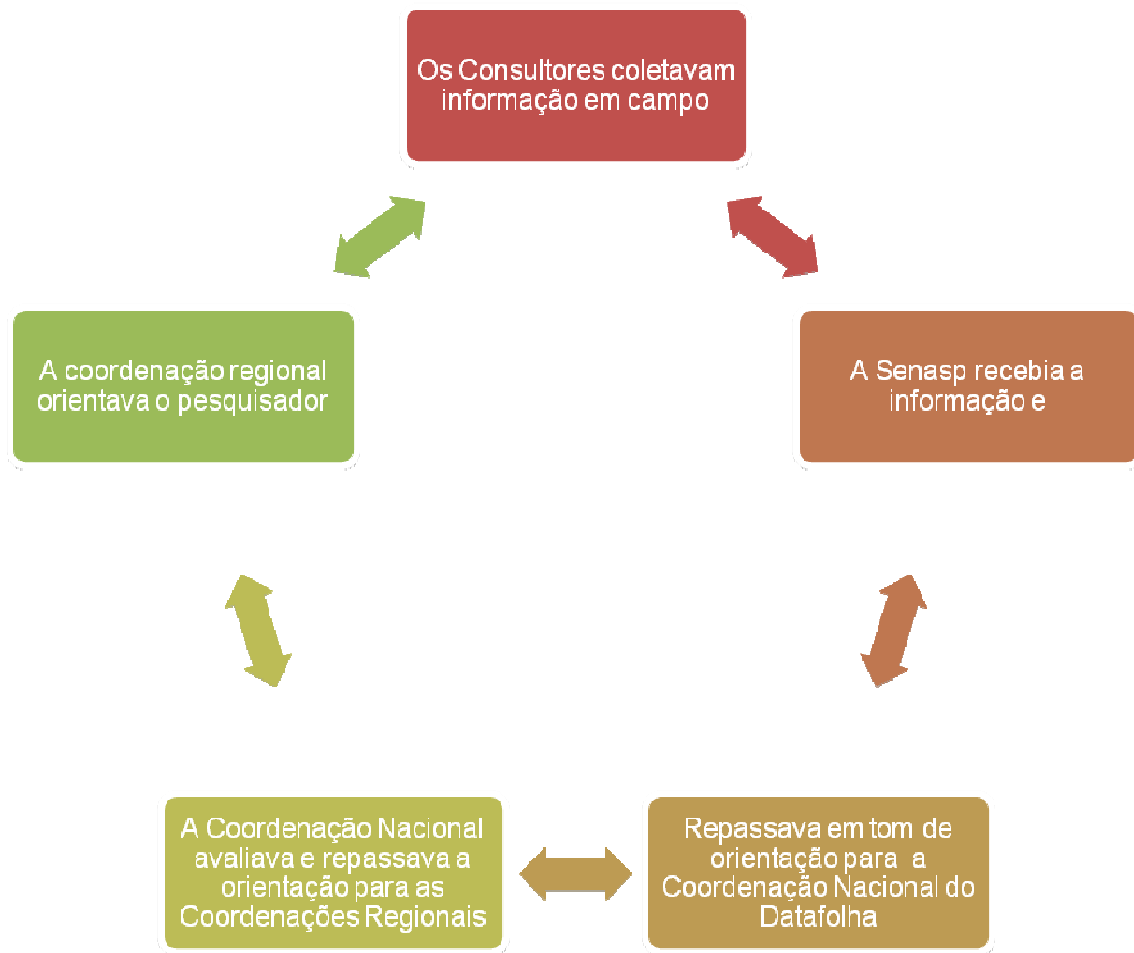 Os Consultores coletavam
informação em campo
A coordenação regional
orientava o pesquisador
A Senasp recebia a
informação e
A Coordenação Nacional
avaliava e repassava a
orientação para as
Coordenações Regionais
Repassava em tom de
orientação para a
Coordenação Nacional do
Datafolha